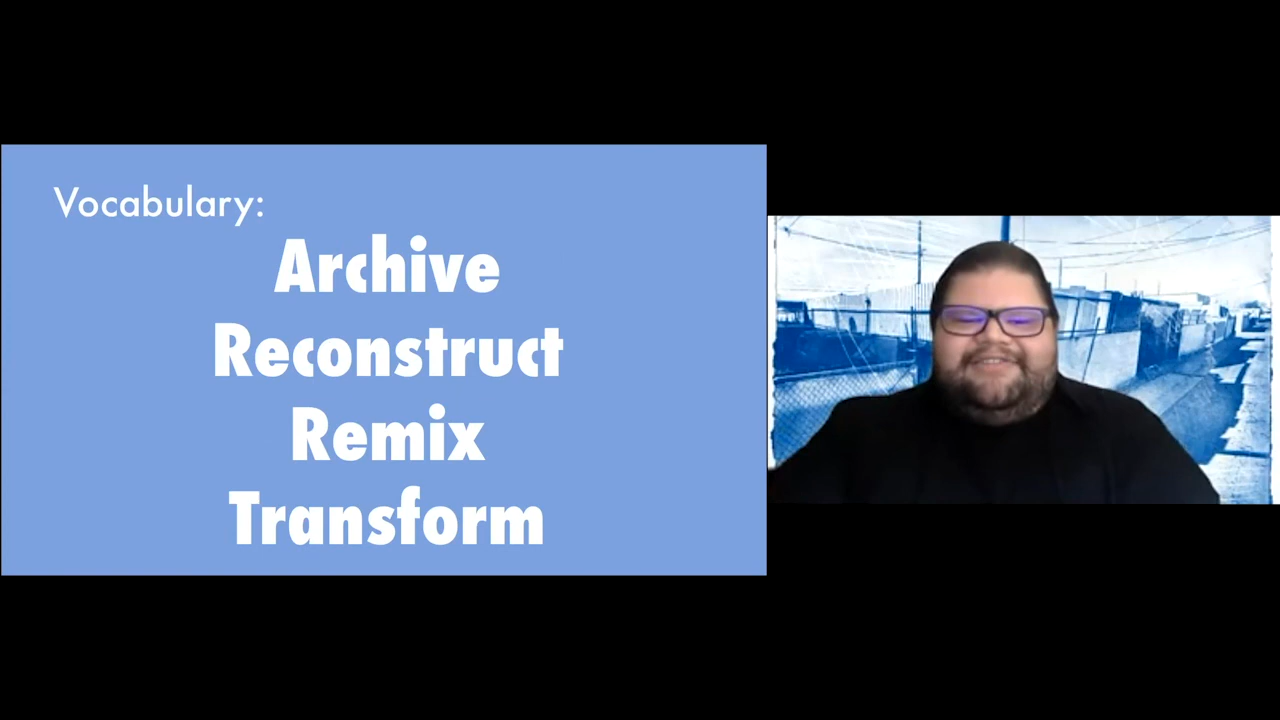 Vocabulary:
Archive
Reconstruct
Remix
Transform